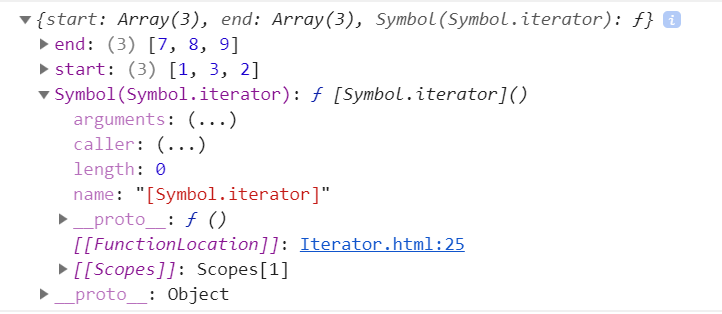 {start: Array(3), end: Array(3), Symbol(Symbol.iterator): ƒ} i
end: (3) [7, 8, 9]
start: (3) [1, 3, 2]
Symbol(Symbol.iterator): ƒ [Symbol.iterator]()
arguments: (...)
caller: (...)
length: 0
name: "[Symbol.iterator]"
__proto__: ƒ ()
[[FunctionLocation]]: Iterator.html:25
[[Scopes]]: Scopes[1]
__proto__: Object